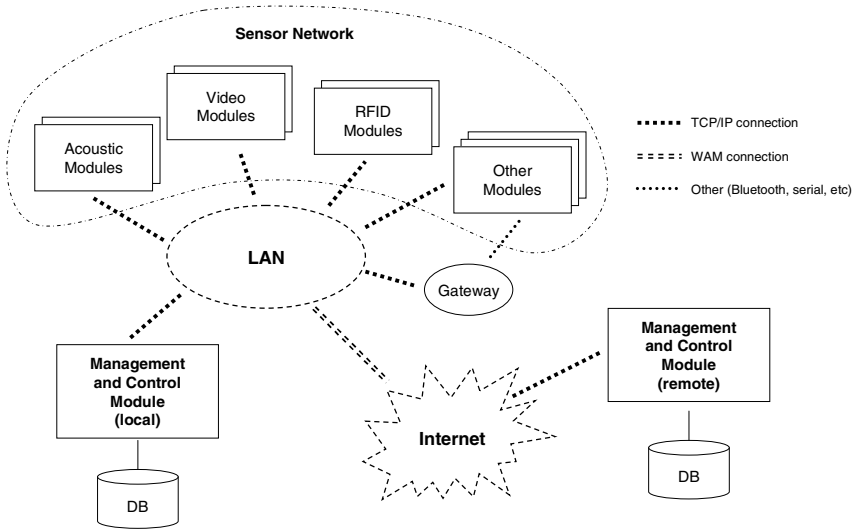 Sensor Network
Video
Modules
RFID
Modules
Acoustic
Modules
Other
Modules
TCP/IP connection
WAM connection
Other (Bluetooth, serial, etc)
LAN
Gateway
Management
and Control
Module
(local)
Management
and Control
Module
(remote)
Internet
DB
DB